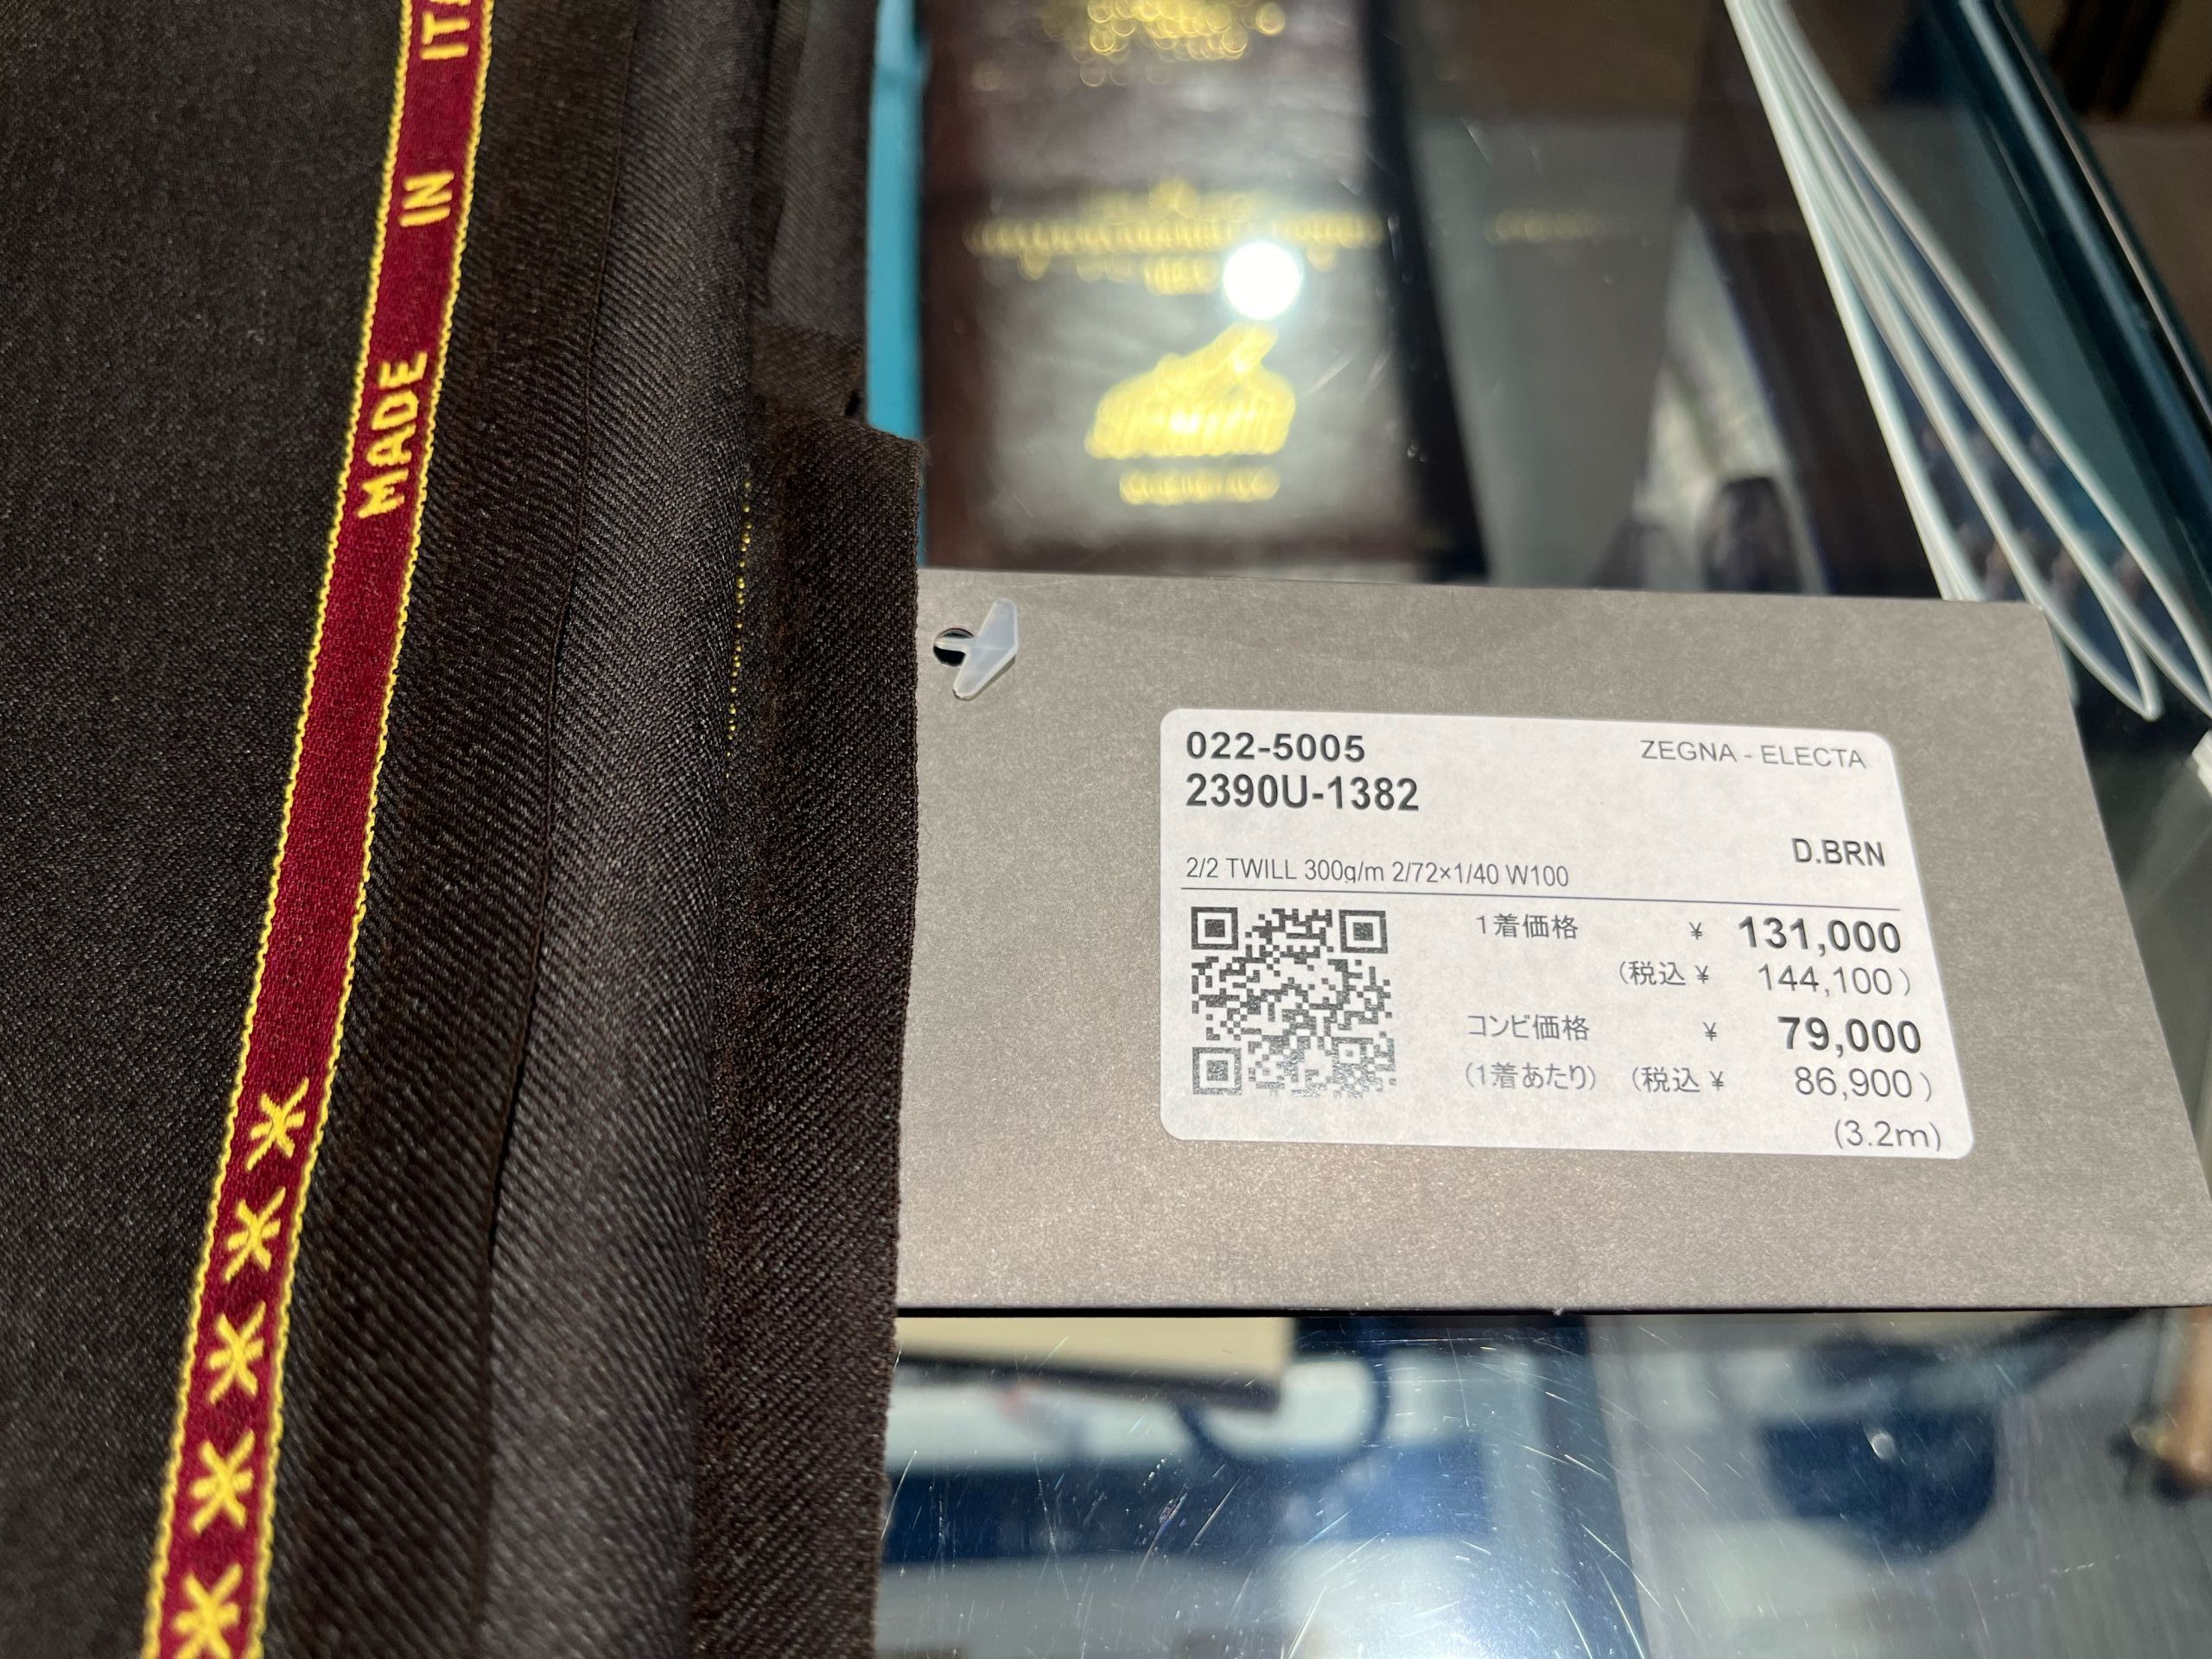 MADE IN ITA
022-5005
ZEGNA - ELECTA
2390U-1382
D.BRN
2/2 TWILL 300g/m 2/72×1/40 W100
1着価格 ¥ 131,000
(税込 ¥ 144,100)
コンビ価格 ¥ 79,000
(1着あたり) (税込 ¥ 86,900)
(3.2m)